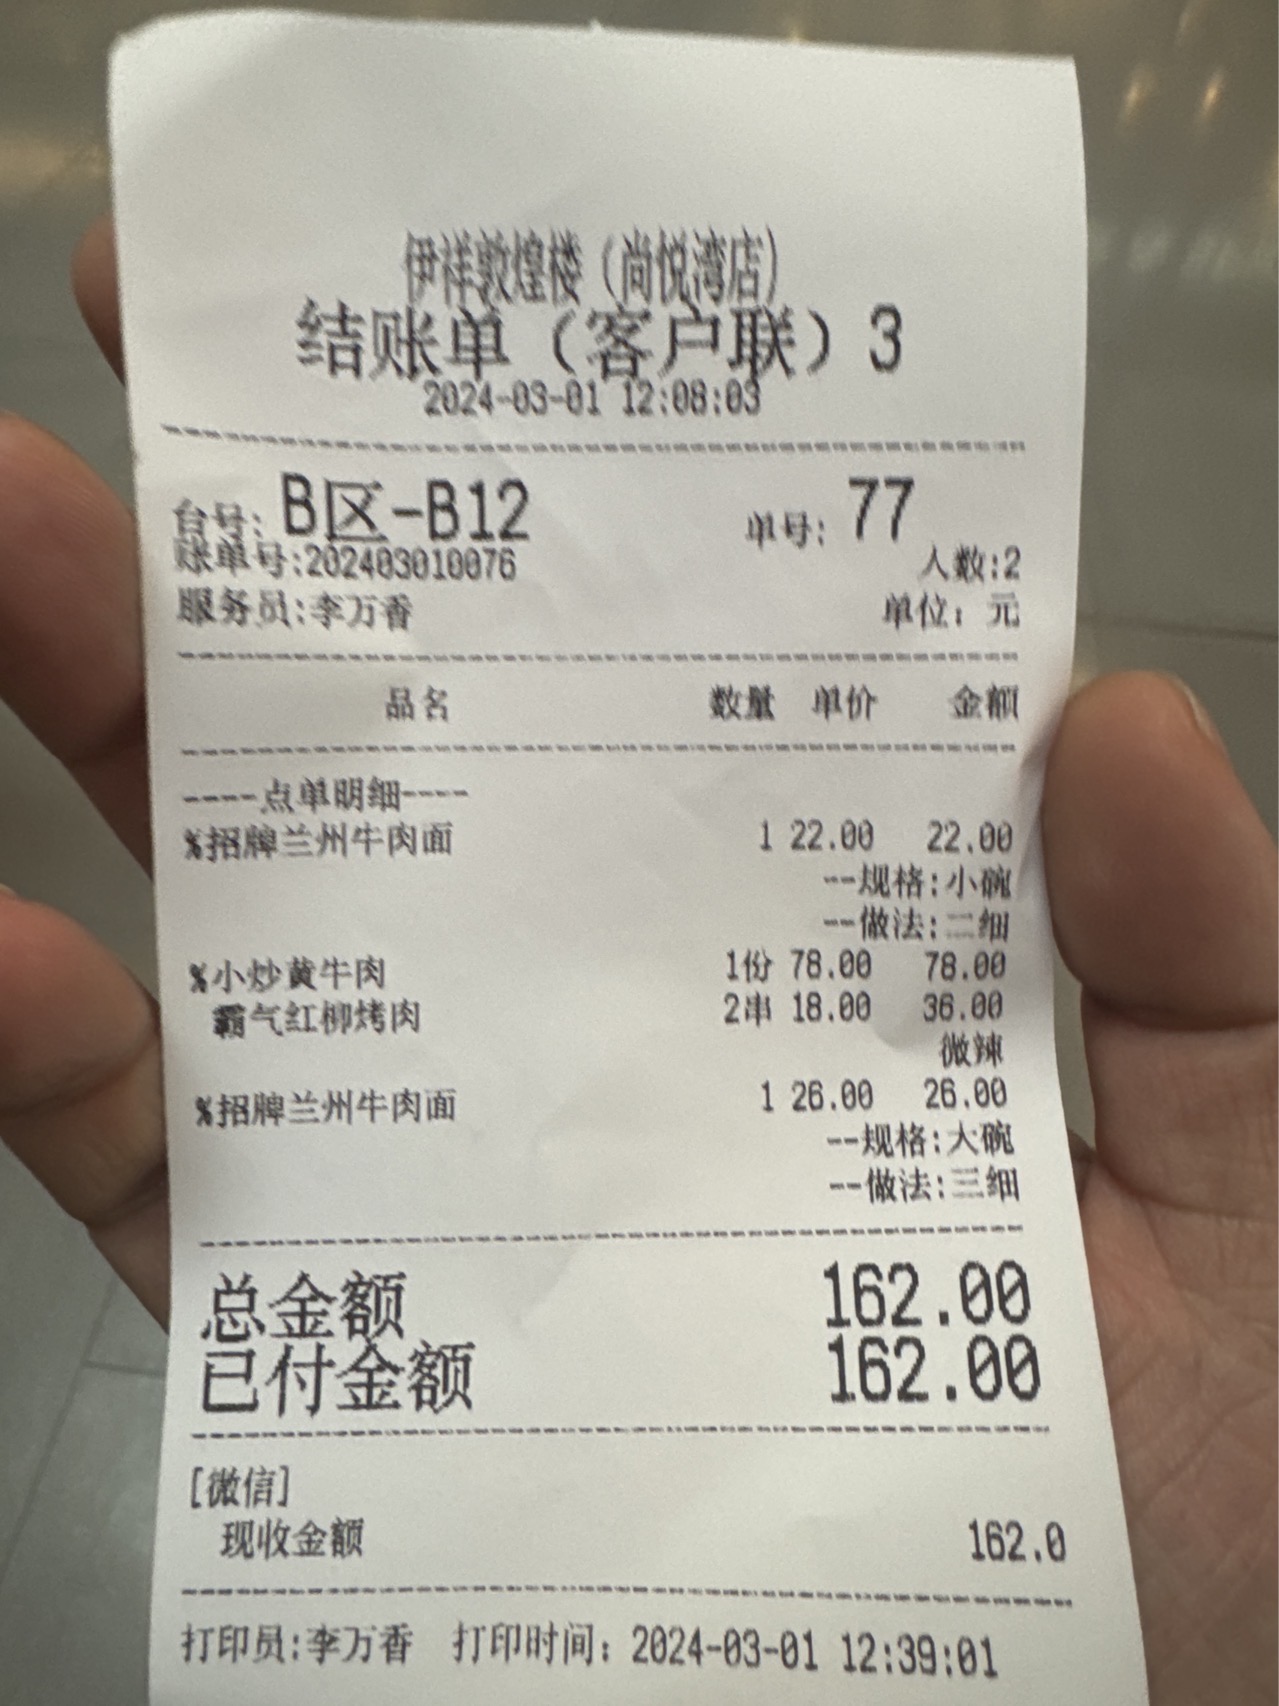 伊祥敦煌楼（尚悦湾店）
结账单（客户联）3
2024-03-01 12:08:03
台号: B区-B12 单号: 77
账单号:202403010076 人数:2
服务员:李万香 单位: 元
品名 数量 单价 金额
----点单明细----
%招牌兰州牛肉面 1 22.00 22.00
--规格:小碗
--做法:二细
%小炒黄牛肉 1份 78.00 78.00
霸气红柳烤肉 2串 18.00 36.00
微辣
%招牌兰州牛肉面 1 26.00 26.00
--规格:大碗
--做法:三细
总金额 162.00
已付金额 162.00
[微信]
现收金额 162.0
打印员:李万香 打印时间: 2024-03-01 12:39:01